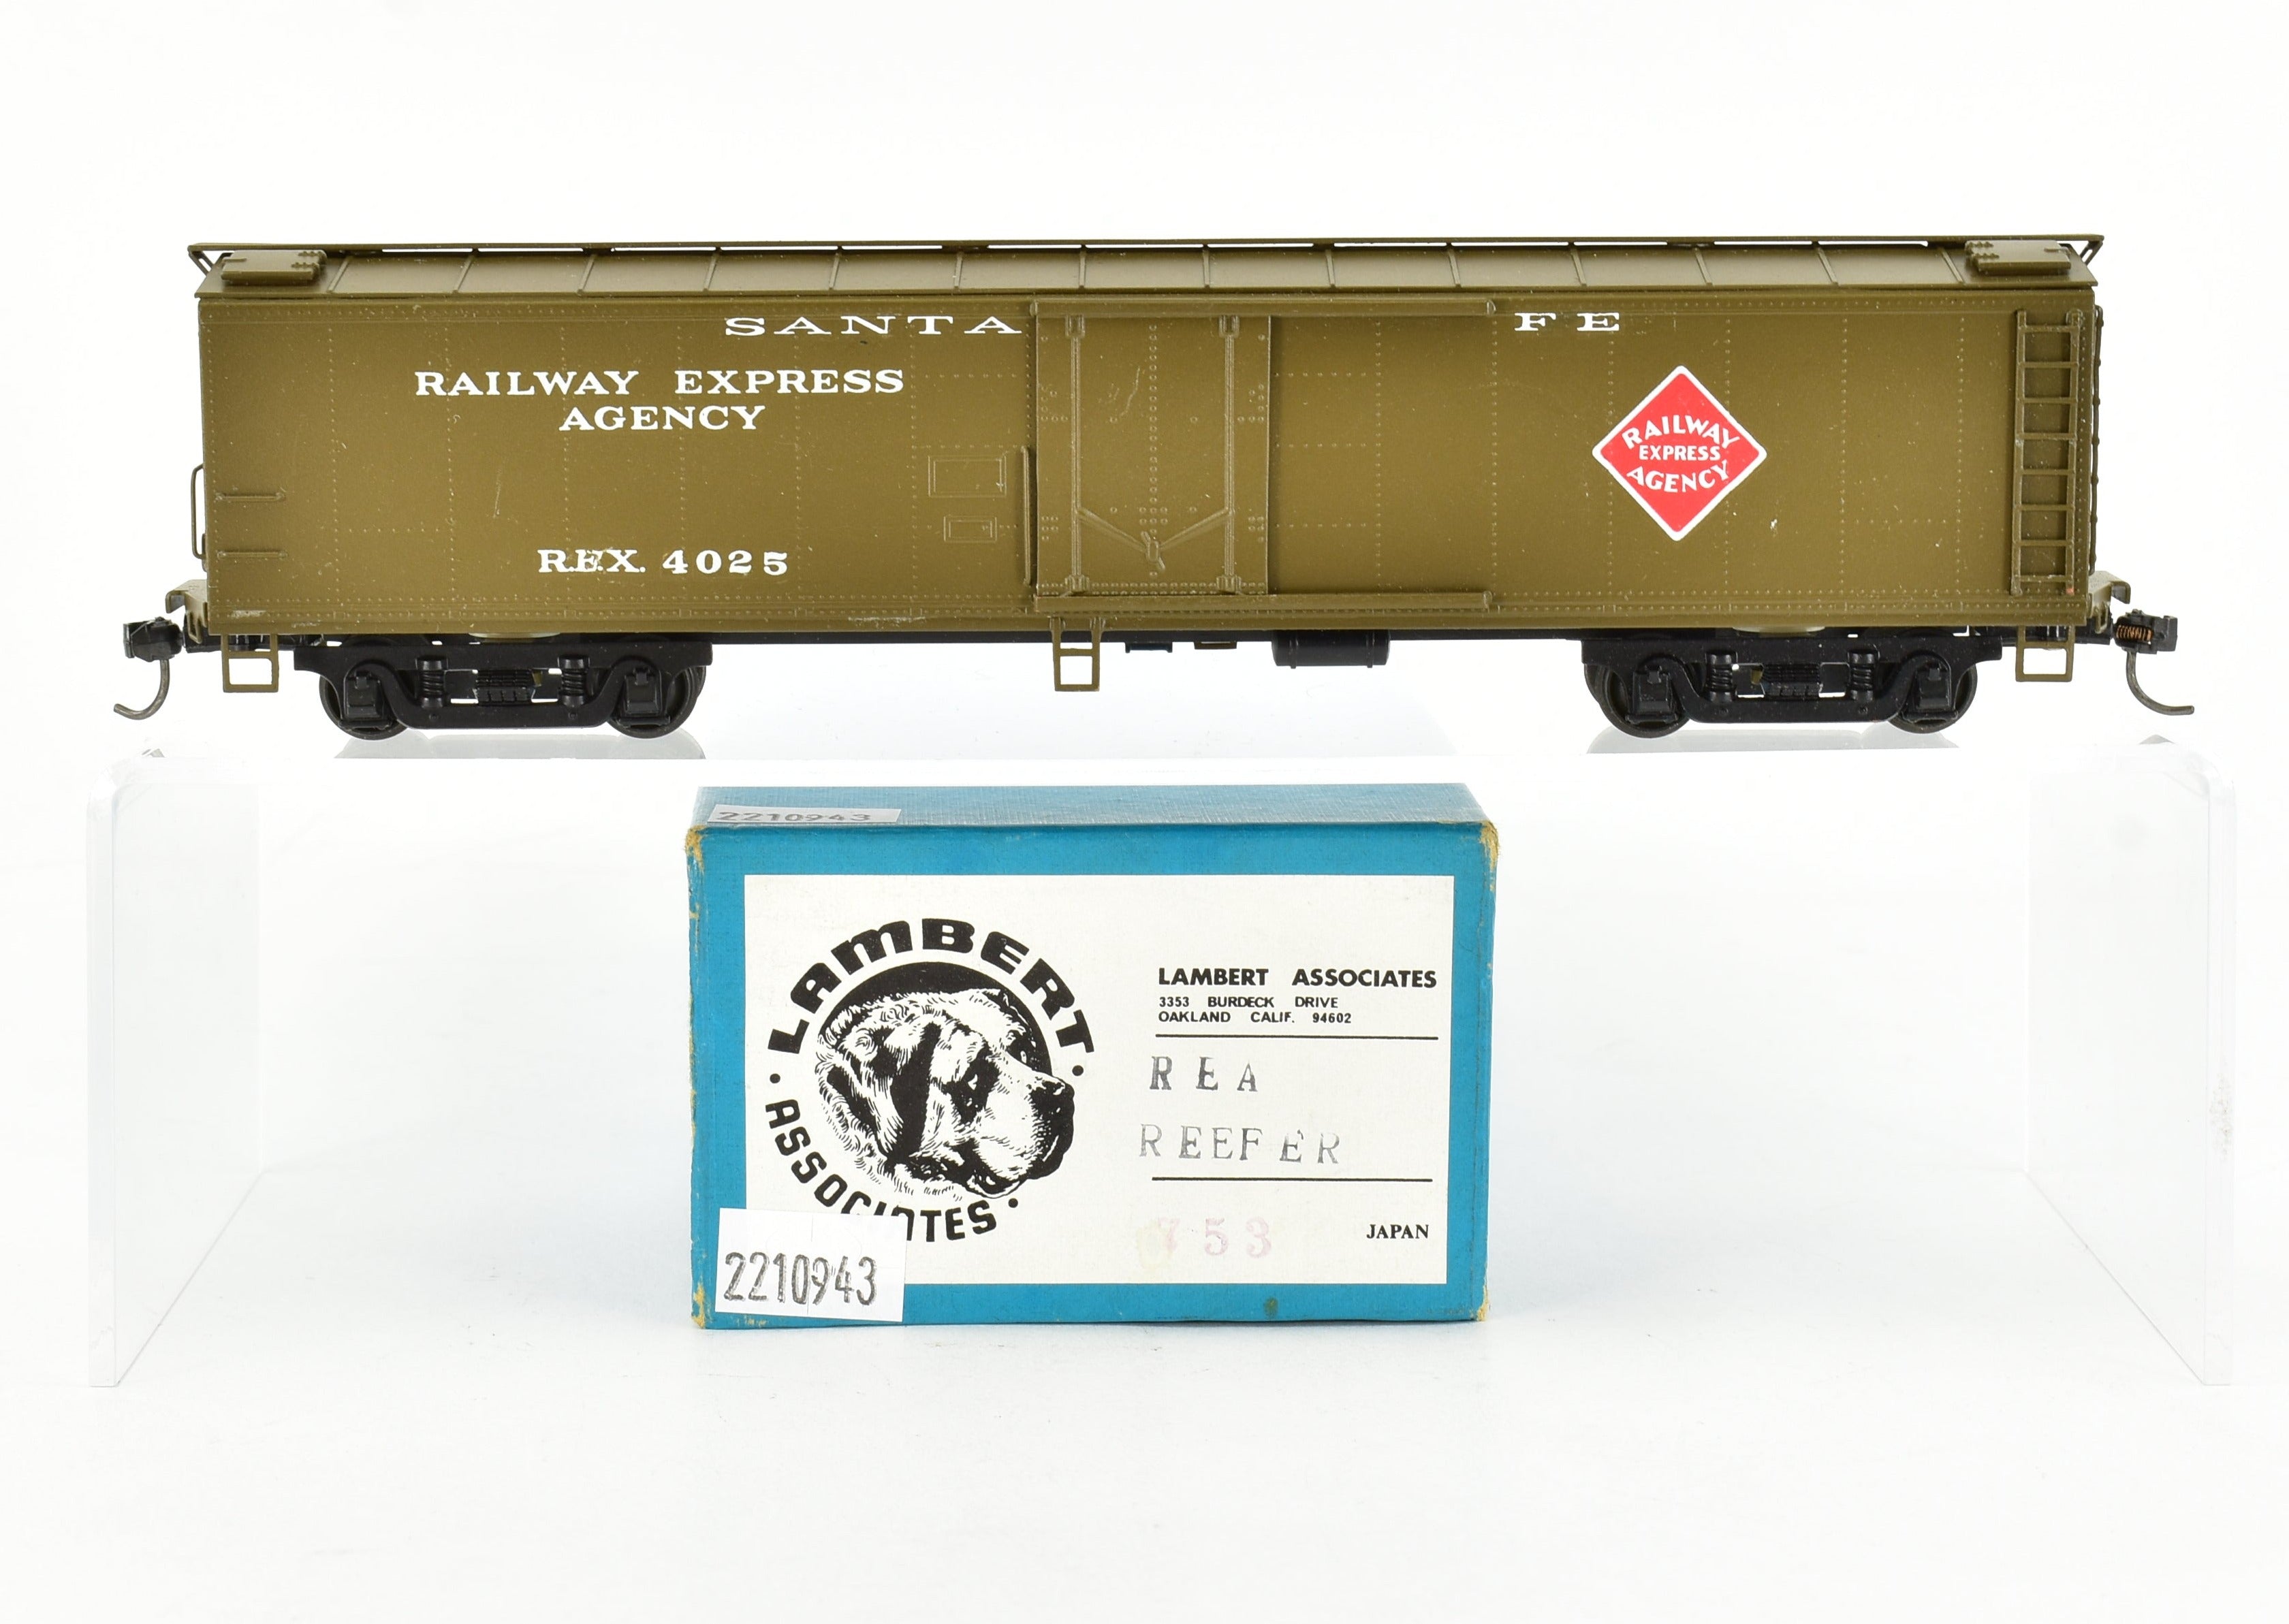 SANTA FE
RAILWAY EXPRESS
AGENCY
R.E.X. 4025
RAILWAY
EXPRESS
AGENCY
2210943
LAMBERT
ASSOCIATES
LAMBERT ASSOCIATES
3353 BURDECK DRIVE
OAKLAND CALIF. 94602
REA
REEFER
753
JAPAN
2210943